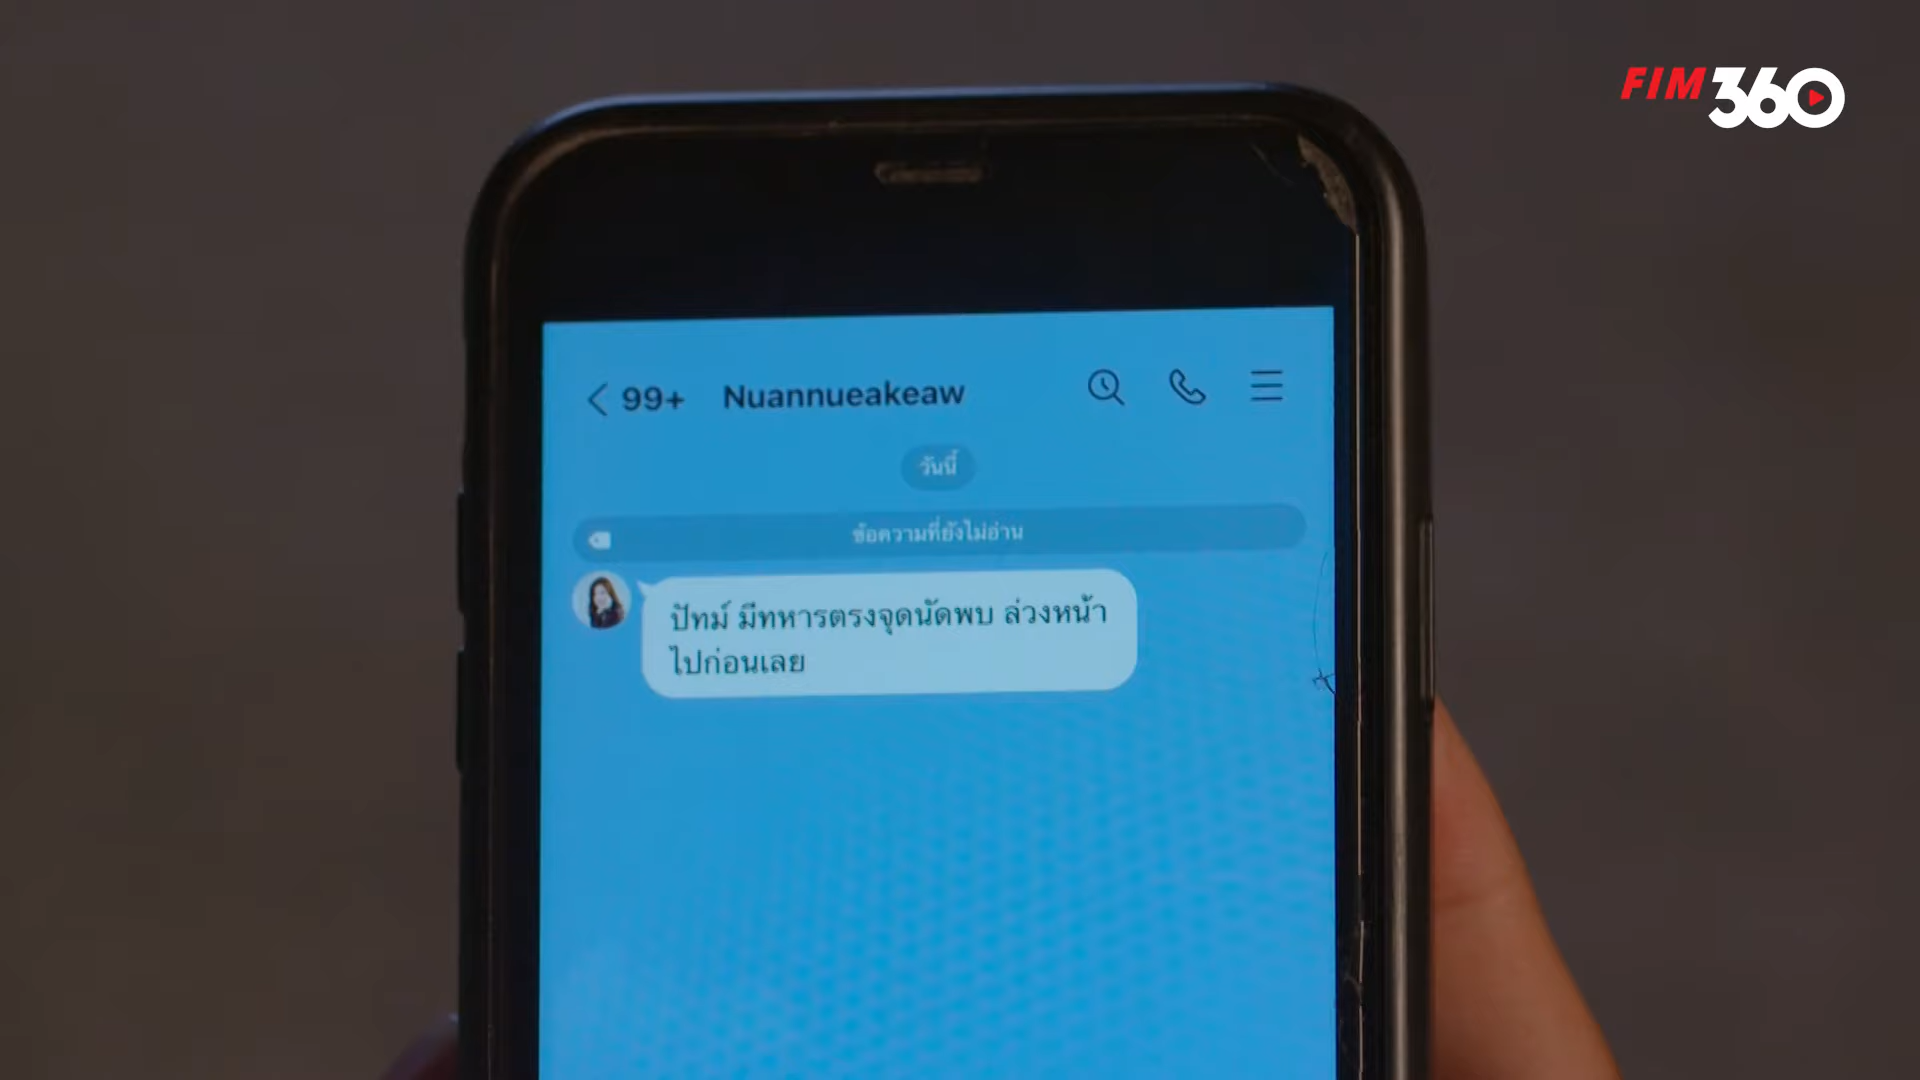 FIM360
99+ Nuannueakeaw
วันนี้
ข้อความที่ยังไม่อ่าน
ปัทม์ มีทหารตรงจุดนัดพบ ล่วงหน้า
ไปก่อนเลย